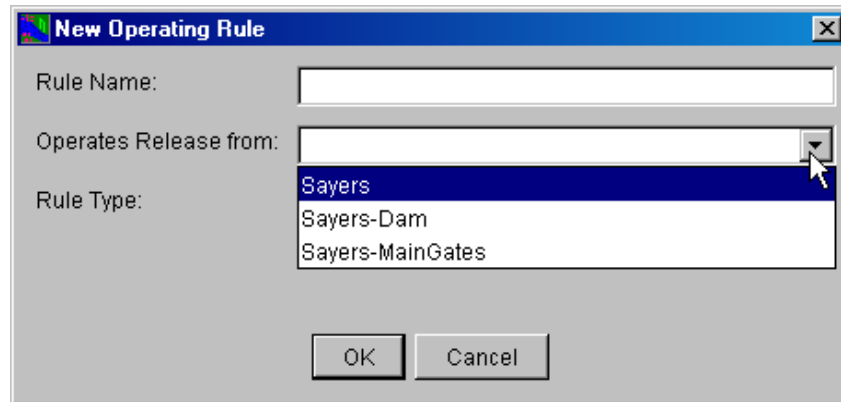 New Operating Rule
Rule Name:
Operates Release from:
Sayers
Rule Type:
Sayers-Dam
Sayers-MainGates
OK Cancel